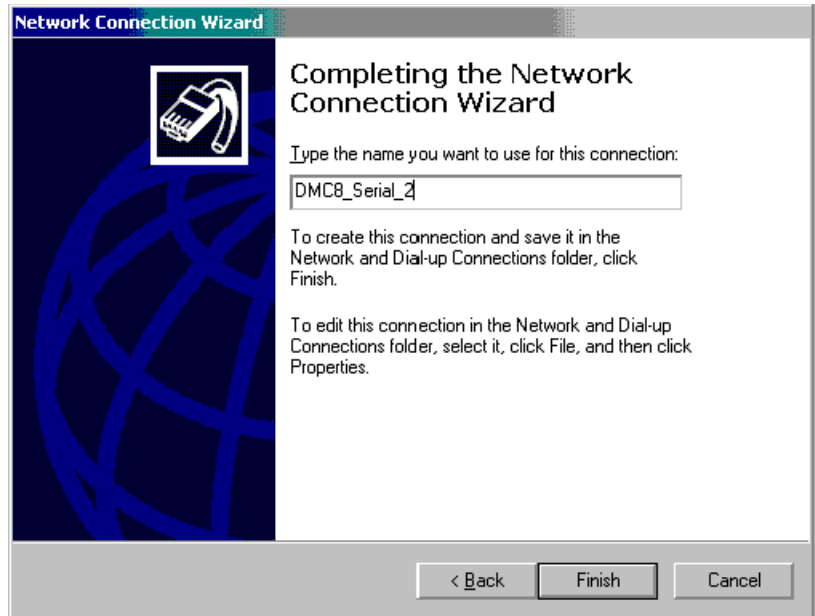 Network Connection Wizard
Completing the Network
Connection Wizard
Type the name you want to use for this connection:
DMC8_Serial_2
To create this connection and save it in the
Network and Dial-up Connections folder, click
Finish.
To edit this connection in the Network and Dial-up
Connections folder, select it, click File, and then click
Properties.
< Back Finish Cancel